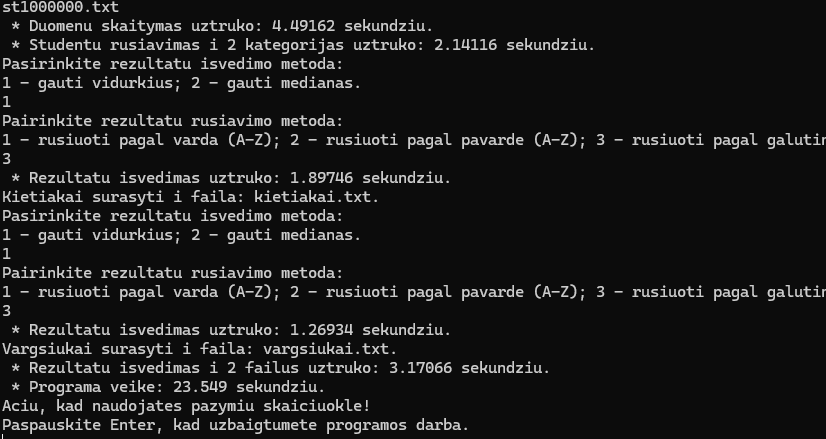 st1000000.txt
* Duomenu skaitymas uztruko: 4.49162 sekundziu.
* Studentu rusiavimas i 2 kategorijas uztruko: 2.14116 sekundziu.
Pasirinkite rezultatu isvedimo metoda:
1 - gauti vidurkius; 2 - gauti medianas.
1
Pairinkite rezultatu rusiavimo metoda:
1 - rusiuoti pagal varda (A-Z); 2 - rusiuoti pagal pavarde (A-Z); 3 - rusiuoti pagal galutin
3
* Rezultatu isvedimas uztruko: 1.89746 sekundziu.
Kietiakai surasyti i faila: kietiakai.txt.
Pasirinkite rezultatu isvedimo metoda:
1 - gauti vidurkius; 2 - gauti medianas.
1
Pairinkite rezultatu rusiavimo metoda:
1 - rusiuoti pagal varda (A-Z); 2 - rusiuoti pagal pavarde (A-Z); 3 - rusiuoti pagal galutin
3
* Rezultatu isvedimas uztruko: 1.26934 sekundziu.
Vargsiukai surasyti i faila: vargsiukai.txt.
* Rezultatu isvedimas i 2 failus uztruko: 3.17066 sekundziu.
* Programa veike: 23.549 sekundziu.
Aciu, kad naudojates pazymiu skaiciuokle!
Paspauskite Enter, kad uzbaigtumete programos darba.